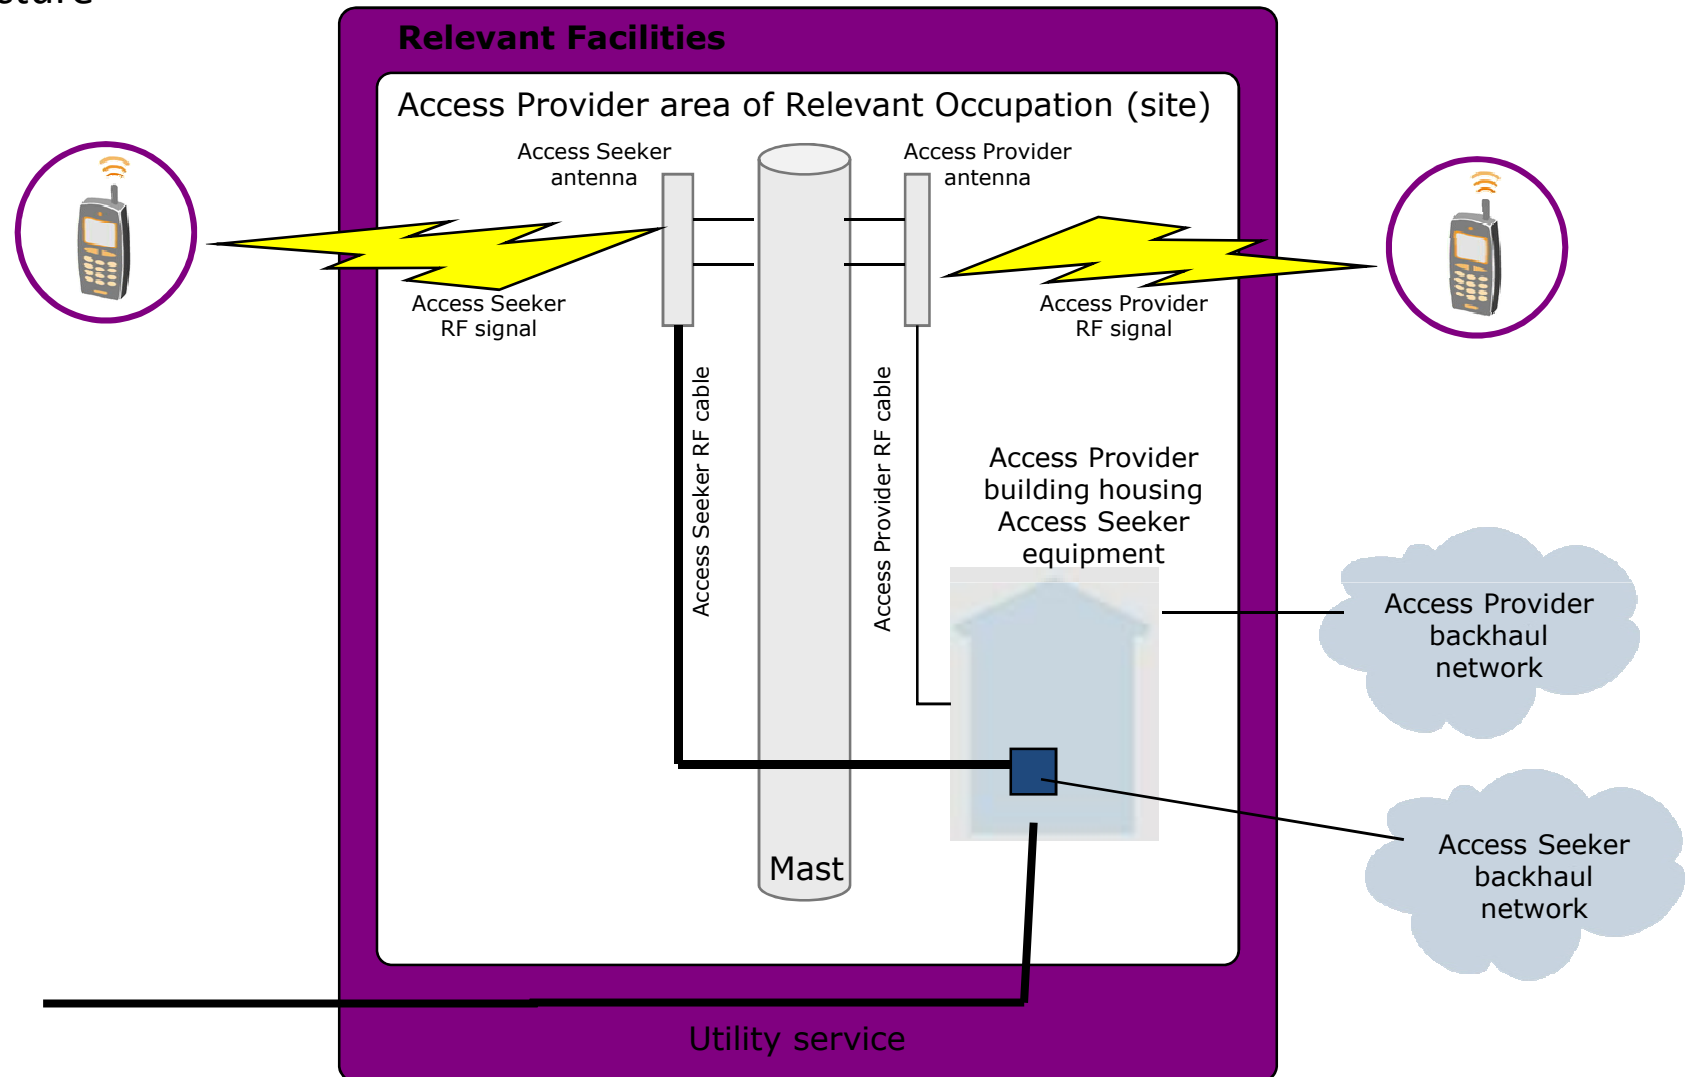 Relevant Facilities
Access Provider area of Relevant Occupation (site)
Access Seeker
antenna
Access Provider
antenna
Access Seeker
RF signal
Access Provider
RF signal
Access Seeker RF cable
Access Provider RF cable
Access Provider
building housing
Access Seeker
equipment
Access Provider
backhaul
network
Mast
Access Seeker
backhaul
network
Utility service